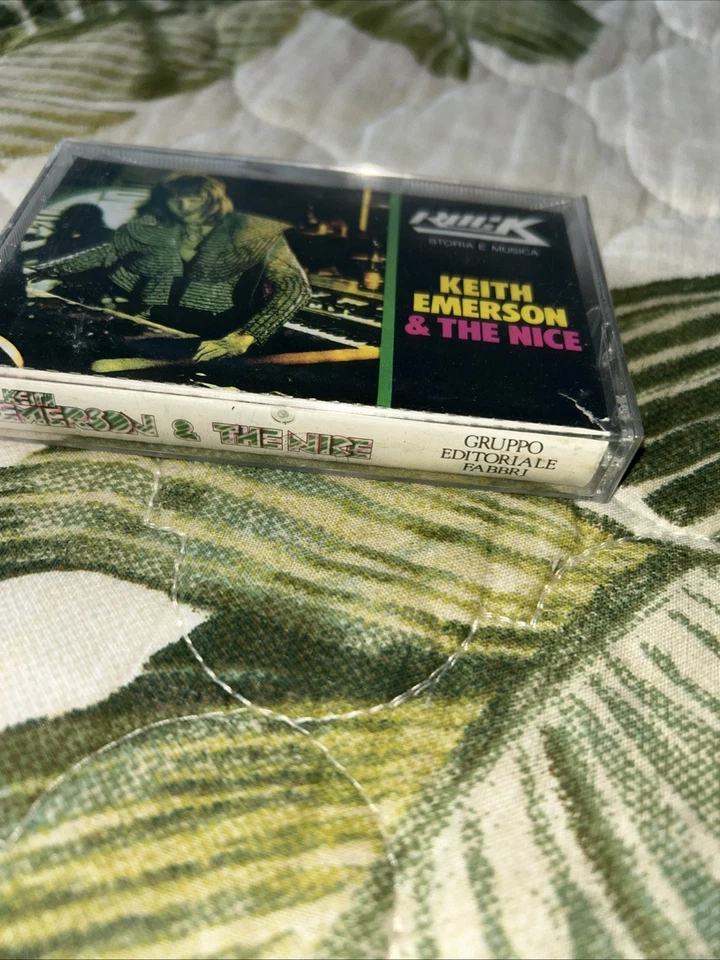 ROCK
STORIA E MUSICA
KEITH
EMERSON
& THE NICE
KEITH
EMERSON & THE NICE
GRUPPO
EDITORIALE
FABBRI